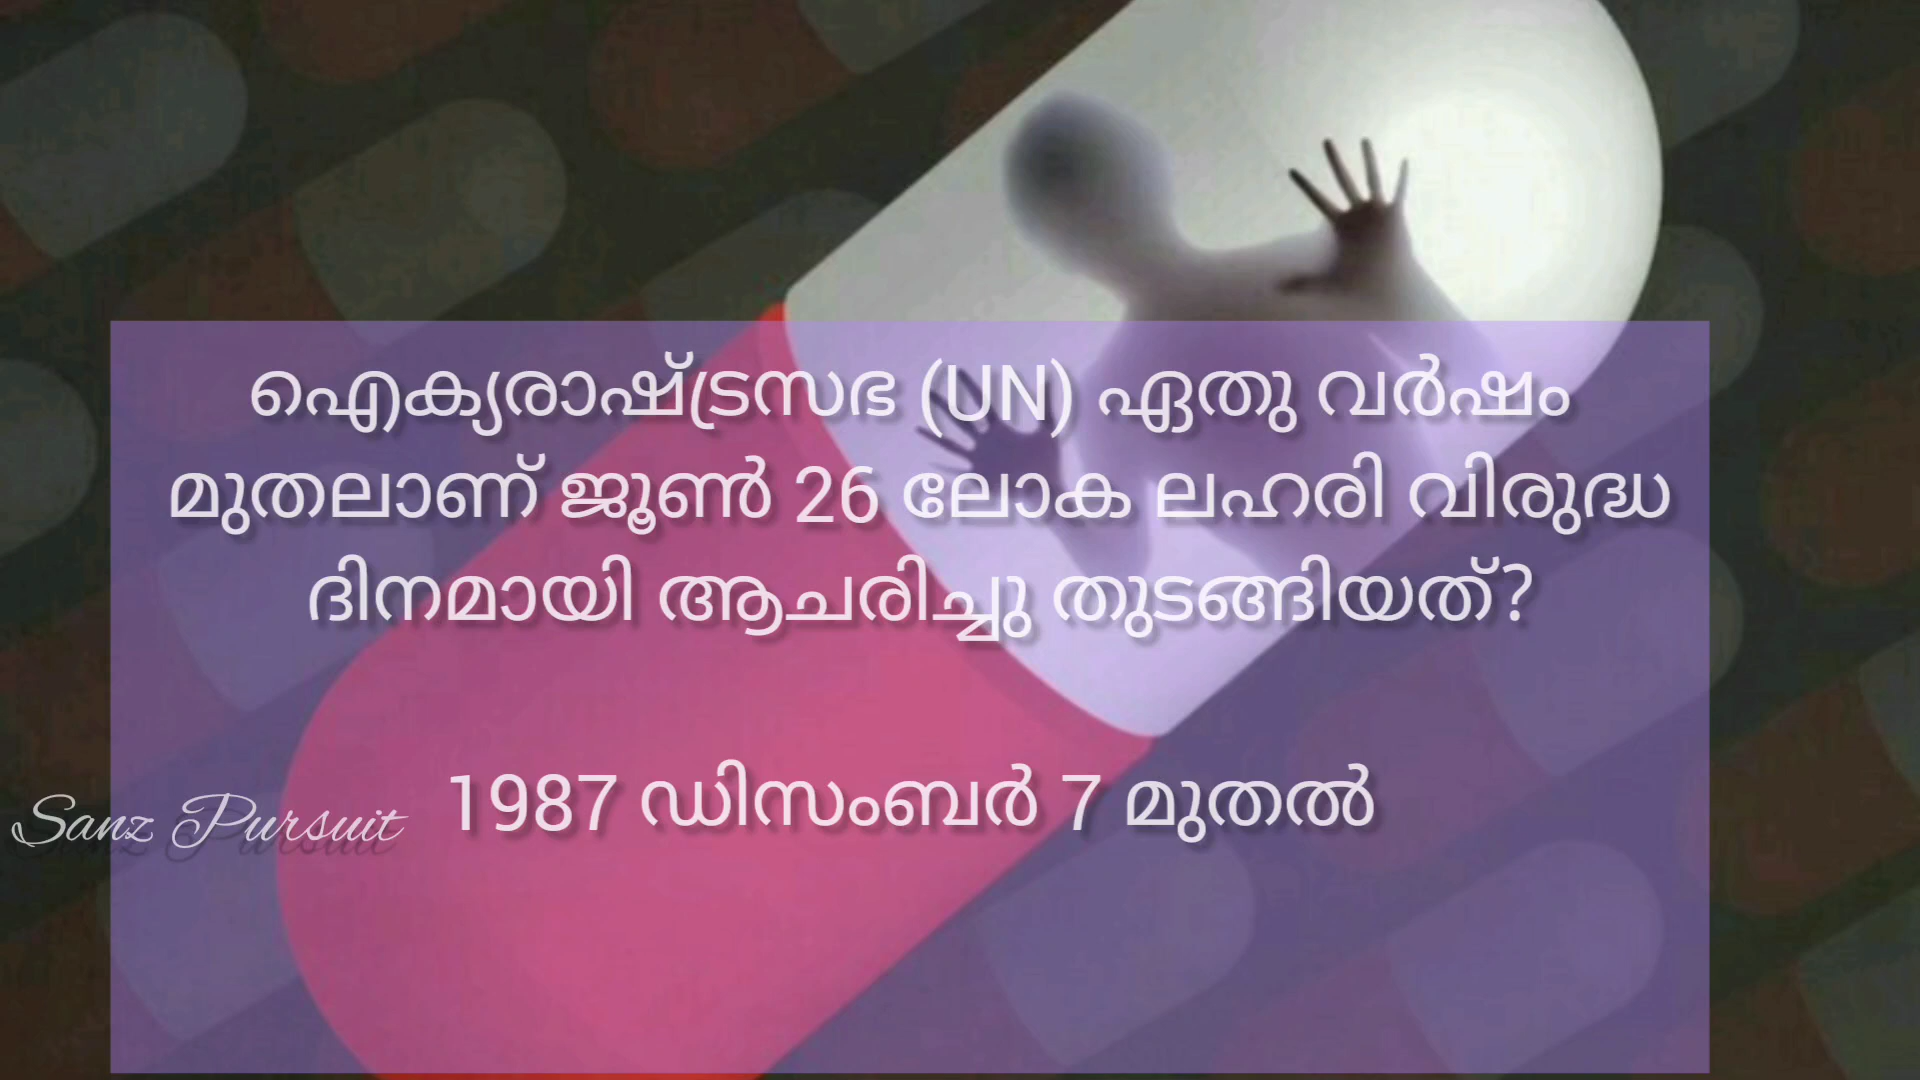 ഐക്യരാഷ്ട്രസഭ (UN) ഏതു വർഷം
മുതലാണ് ജൂൺ 26 ലോക ലഹരി വിരുദ്ധ
ദിനമായി ആചരിച്ചു തുടങ്ങിയത്?
1987 ഡിസംബർ 7 മുതൽ
Sanz Pursuit